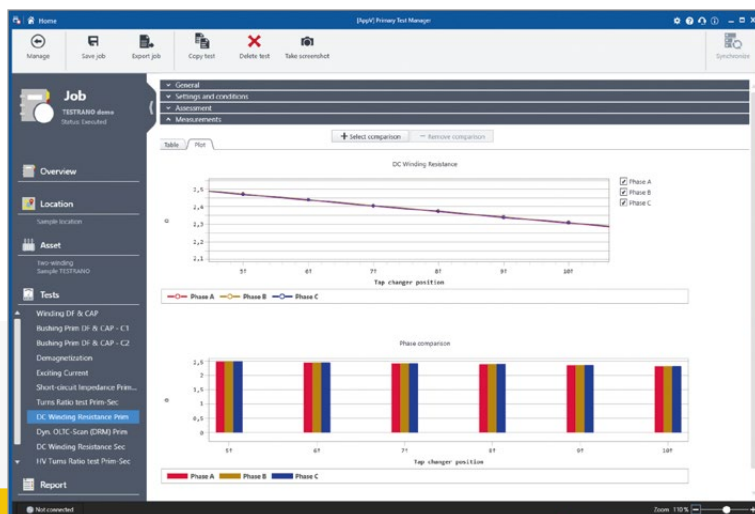 Home
[AppV] Primary Test Manager
Manage
Save job
Export job
Copy test
Delete test
Take screenshot
Synchronize
Job
TESTRANO demo
Status: Executed
Overview
Location
Sample location
Asset
Two-winding
Sample TESTRANO
Tests
Winding DF & CAP
Bushing Prim DF & CAP - C1
Bushing Prim DF & CAP - C2
Demagnetization
Exciting Current
Short-circuit Impedance Prim...
Turns Ratio test Prim-Sec
DC Winding Resistance Prim
Dyn. OLTC-Scan (DRM) Prim
DC Winding Resistance Sec
HV Turns Ratio test Prim-Sec
Report
General
Settings and conditions
Assessment
Measurements
Select comparison
Remove comparison
Table
Plot
DC Winding Resistance
2,5
2,4
2,3
2,2
2,1
Ω
5↑ 6↑ 7↑ 8↑ 9↑ 10↑
Tap changer position
Phase A
Phase B
Phase C
Phase A Phase B Phase C
Phase comparison
2,5
2
1,5
1
0,5
0
Ω
5↑ 6↑ 7↑ 8↑ 9↑ 10↑
Tap changer position
Phase A Phase B Phase C
Not connected
Zoom 110 %